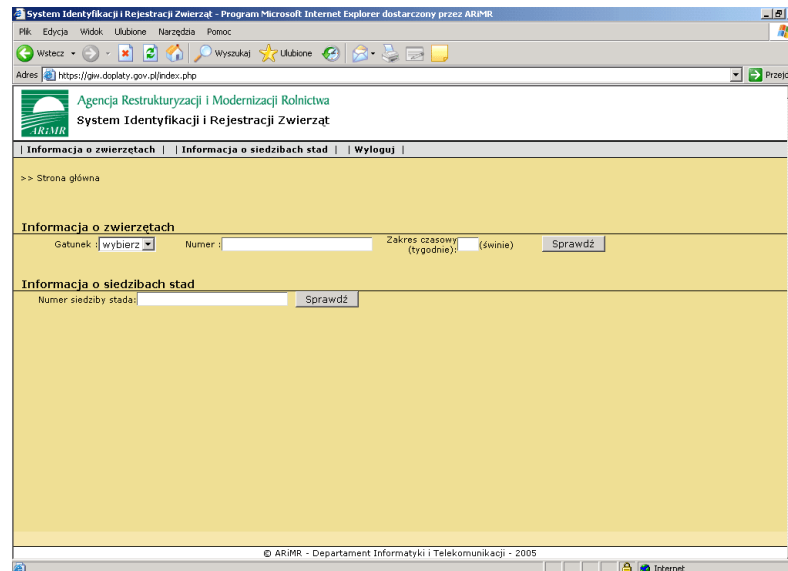 System Identyfikacji i Rejestracji Zwierząt - Program Microsoft Internet Explorer dostarczony przez ARiMR
Plik Edycja Widok Ulubione Narzędzia Pomoc
Wstecz Wyszukaj Ulubione
Adres https://giw.doplaty.gov.pl/index.php Przejdź
Agencja Restrukturyzacji i Modernizacji Rolnictwa
System Identyfikacji i Rejestracji Zwierząt
ARiMR
| Informacja o zwierzętach | | Informacja o siedzibach stad | | Wyloguj |
>> Strona główna
Informacja o zwierzętach
Gatunek : wybierz Numer : Zakres czasowy (tygodnie): (świnie) Sprawdź
Informacja o siedzibach stad
Numer siedziby stada: Sprawdź
© ARiMR - Departament Informatyki i Telekomunikacji - 2005
Internet